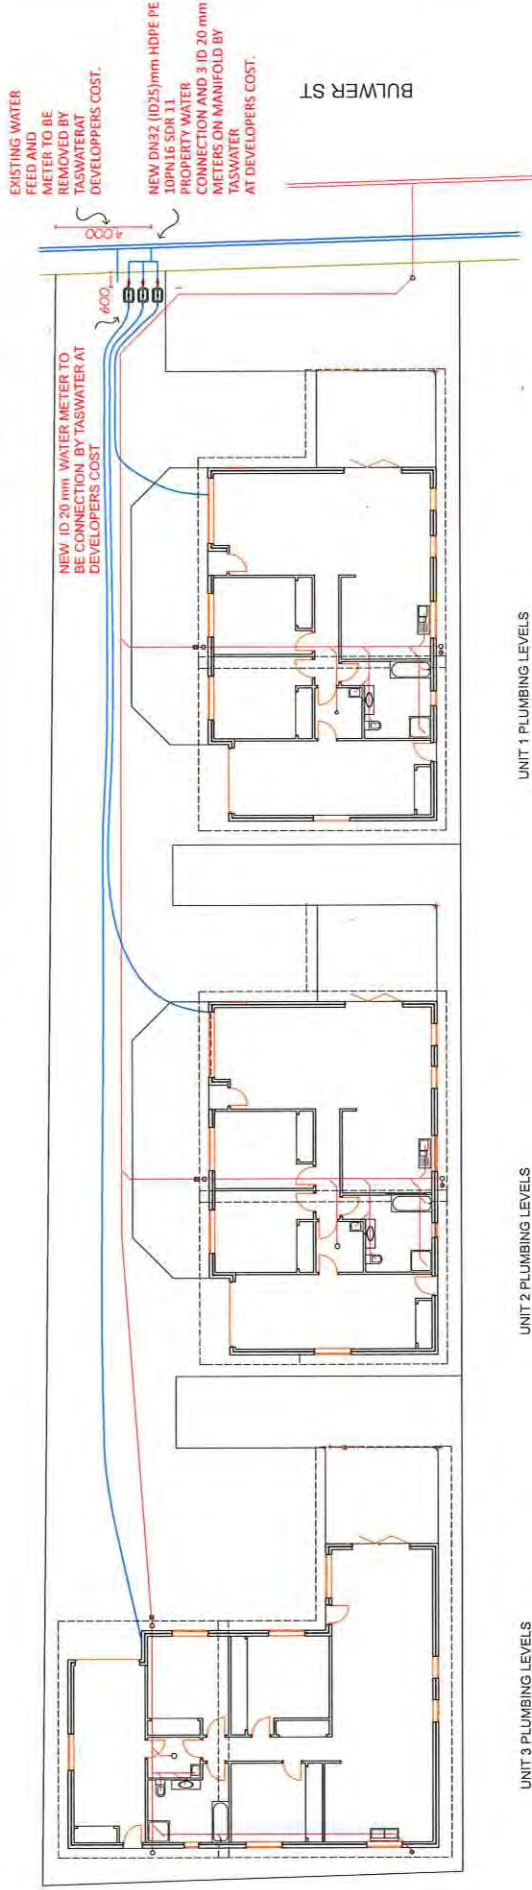 EXISTING WATER
FEED AND
METER TO BE
REMOVED BY
TASWATERAT
DEVELOPPERS COST.
NEW DN32 (ID25)mm HDPE PE
10PN16 SDR 11
PROPERTY WATER
CONNECTION AND 3 ID 20 mm
METERS ON MANIFOLD BY
TASWATER
AT DEVELOPERS COST.
BULWER ST
4000
600
NEW ID 20 mm WATER METER TO
BE CONNECTION BY TASWATER AT
DEVELOPERS COST
UNIT 1 PLUMBING LEVELS
UNIT 2 PLUMBING LEVELS
UNIT 3 PLUMBING LEVELS